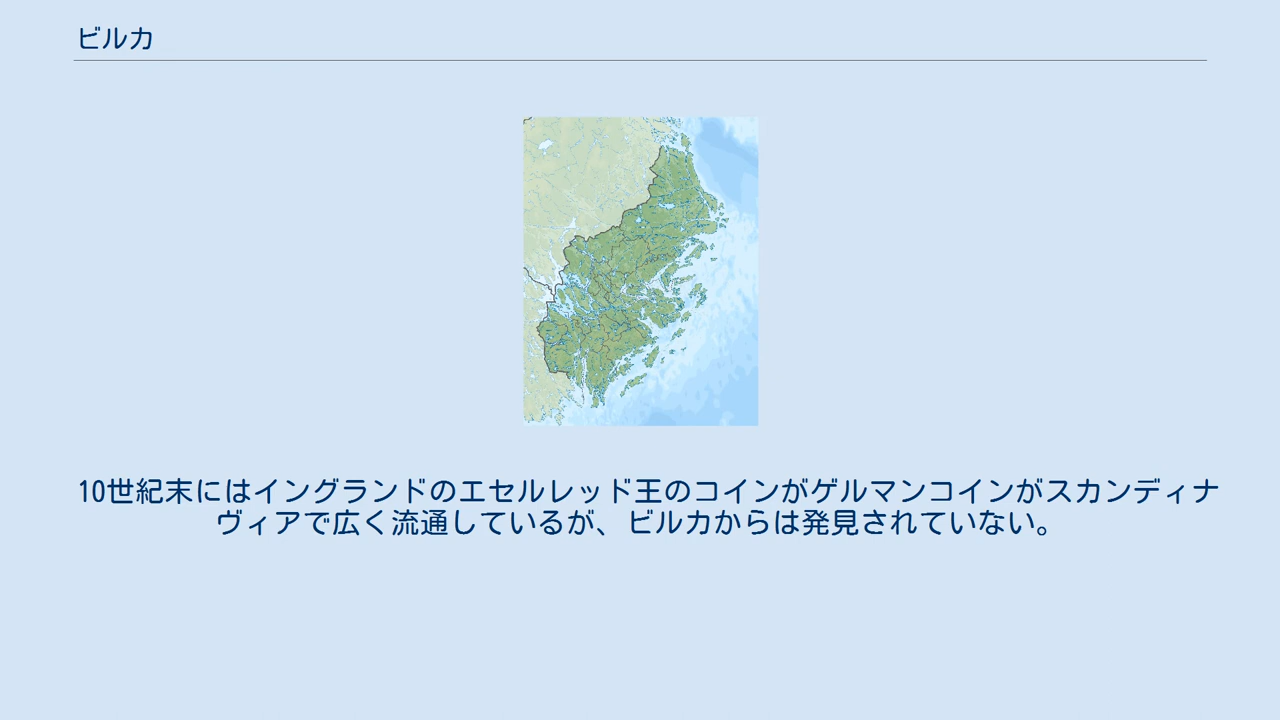 ビルカ
10世紀末にはイングランドのエセルレッド王のコインがゲルマンコインがスカンディナ
ヴィアで広く流通しているが、ビルカからは発見されていない。